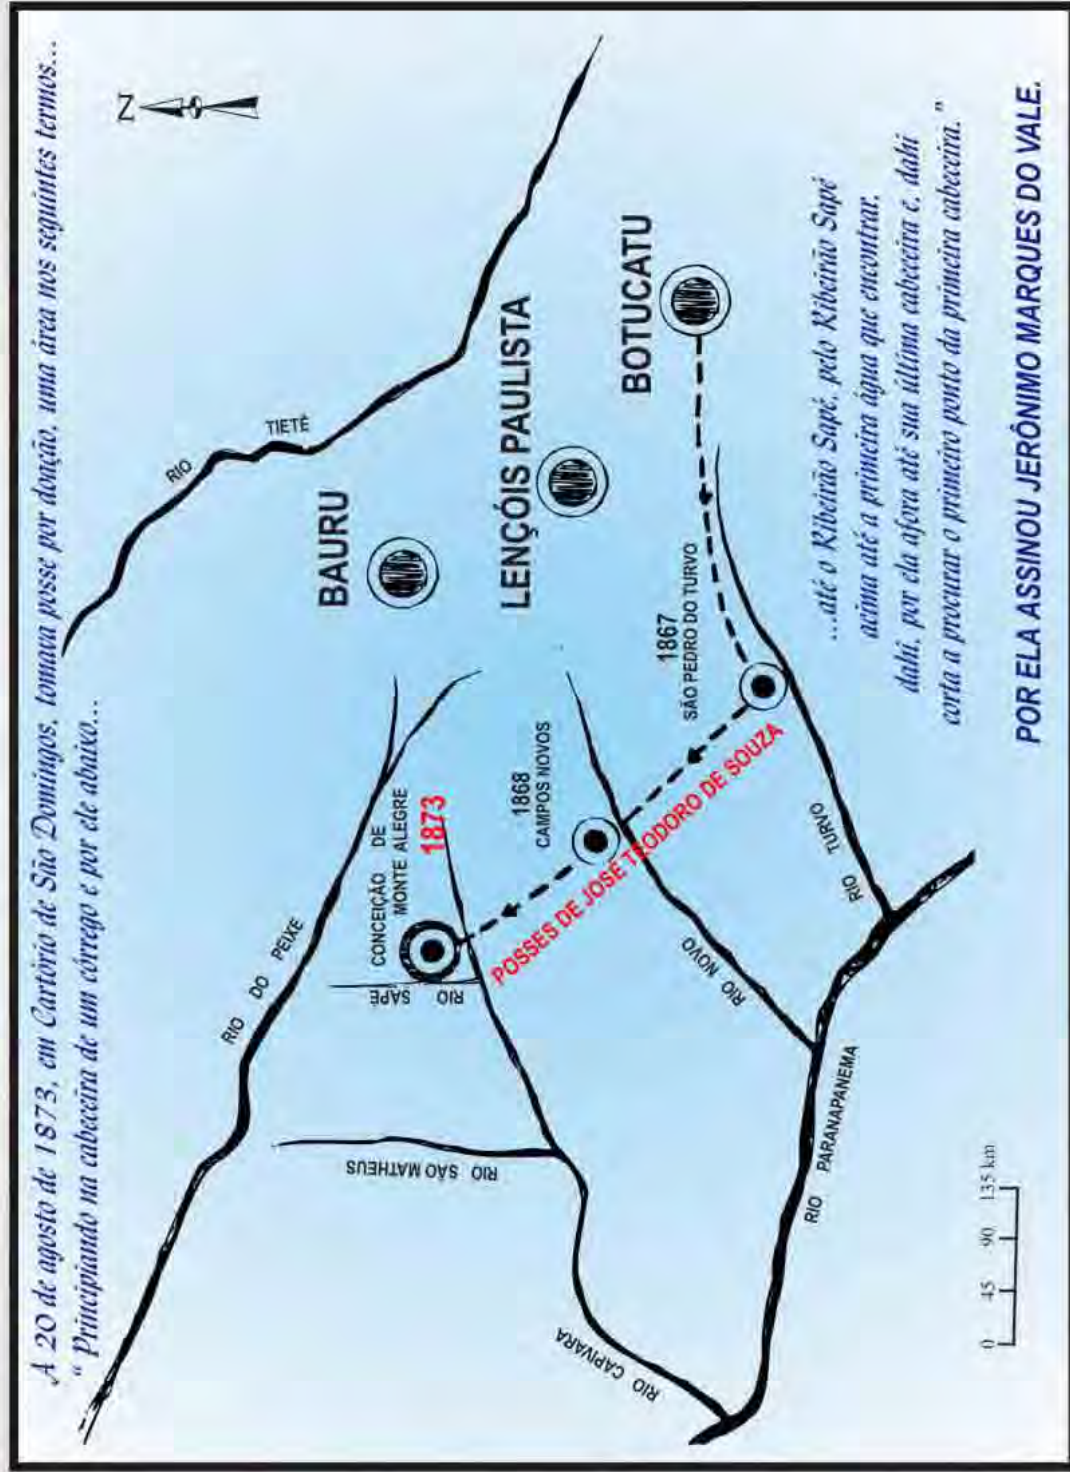 A 20 de agosto de 1873, em Cartório de São Domingos, tomava posse por donção, uma área nos seguintes termos...
“ Principiando na cabeceira de um córrego e por ele abaixo...
N
RIO TIETÊ
BAURU
LENÇÓIS PAULISTA
BOTUCATU
RIO DO PEIXE
CONCEIÇÃO DE
MONTE ALEGRE
1873
RIO SAPÉ
1868
CAMPOS NOVOS
1867
SÃO PEDRO DO TURVO
POSSES DE JOSÉ TEODORO DE SOUZA
RIO SÃO MATHEUS
RIO NOVO
RIO TURVO
RIO CAPIVARA
RIO PARANAPANEMA
...até o Ribeirão Sapé, pelo Ribeirão Sapé
acima até a primeira água que encontrar,
dahi, por ela afora até sua última cabeceira e, dahi
corta a procurar o primeiro ponto da primeira cabeceira.”
0 45 90 135 km
POR ELA ASSINOU JERÔNIMO MARQUES DO VALE.